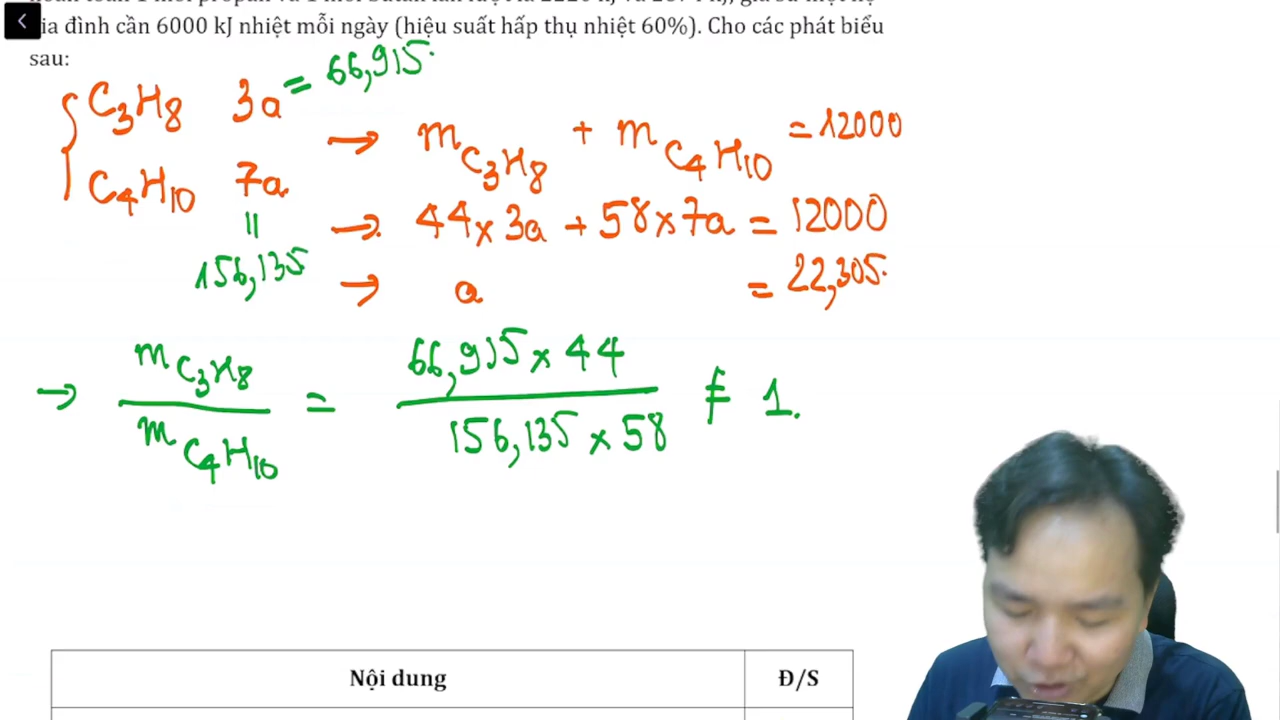 ia đình cần 6000 kJ nhiệt mỗi ngày (hiệu suất hấp thụ nhiệt 60%). Cho các phát biểu
sau:
C3H8 3a = 66,915.
C4H10 7a
= 156,135
→ mC3H8 + mC4H10 = 12000
→ 44 x 3a + 58 x 7a = 12000
→ a = 22,305.
→ mC3H8 / mC4H10 = 66,915 x 44 / 156,135 x 58 ≠ 1.
Nội dung Đ/S